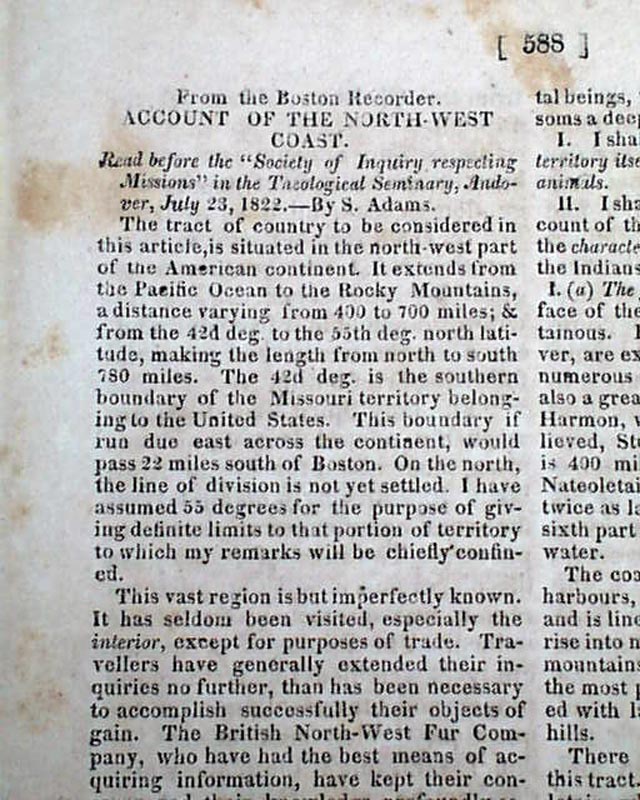 [ 588 ]
From the Boston Recorder.
ACCOUNT OF THE NORTH-WEST
COAST.
Read before the "Society of Inquiry respecting
Missions" in the Theological Seminary, Ando-
ver, July 23, 1822.—By S. Adams.
The tract of country to be considered in
this article, is situated in the north-west part
of the American continent. It extends from
the Pacific Ocean to the Rocky Mountains,
a distance varying from 400 to 700 miles; &
from the 42d deg. to the 55th deg. north lati-
tude, making the length from north to south
780 miles. The 42d deg. is the southern
boundary of the Missouri territory belong-
ing to the United States. This boundary if
run due east across the continent, would
pass 22 miles south of Boston. On the north,
the line of division is not yet settled. I have
assumed 55 degrees for the purpose of giv-
ing definite limits to that portion of territory
to which my remarks will be chiefly confin-
ed.
This vast region is but imperfectly known.
It has seldom been visited, especially the
interior, except for purposes of trade. Tra-
vellers have generally extended their in-
quiries no further, than has been necessary
to accomplish successfully their objects of
gain. The British North-West Fur Com-
pany, who have had the best means of ac-
quiring information, have kept their con-
and their knowledge
tal beings,
soms a deep
I. I sha
territory itse
animals.
II. I sha
count of th
the characte
the Indians
I. (a) The
face of the
tainous.
ver, are ex
numerous
also a grea
Harmon, w
lieved, Stu
is 400 mi
Nateoletai
twice as la
sixth part
water.
The coa
harbours,
and is line
rise into n
mountains
the most
ed with l
hills.
There
this tract.